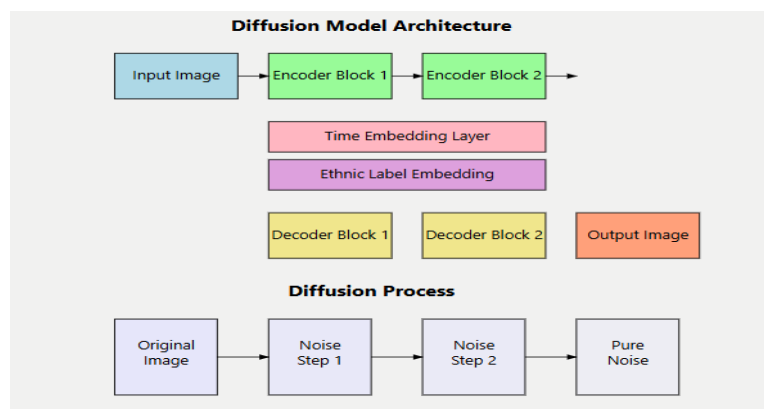 Diffusion Model Architecture
Input Image
Encoder Block 1
Encoder Block 2
Time Embedding Layer
Ethnic Label Embedding
Decoder Block 1
Decoder Block 2
Output Image
Diffusion Process
Original
Image
Noise
Step 1
Noise
Step 2
Pure
Noise